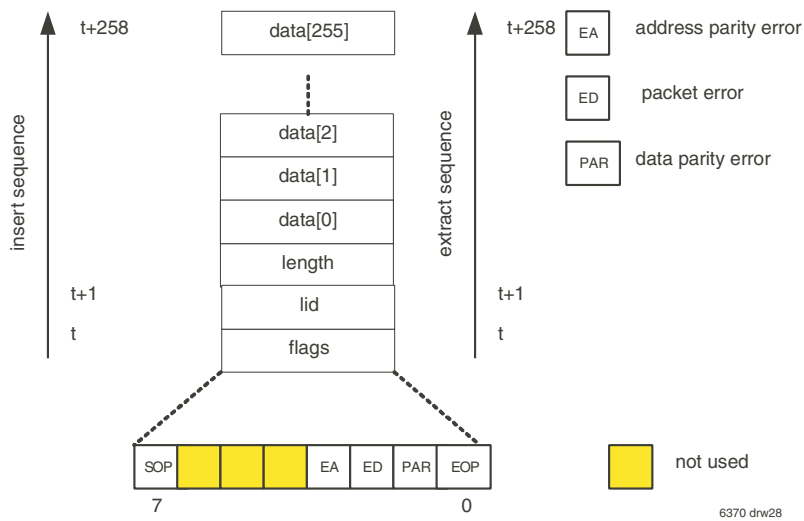 t+258
data[255]
t+258
EA
address parity error
ED
packet error
PAR
data parity error
insert sequence
extract sequence
data[2]
data[1]
data[0]
length
t+1
lid
t+1
t
flags
t
SOP
EA
ED
PAR
EOP
not used
7
0
6370 drw28